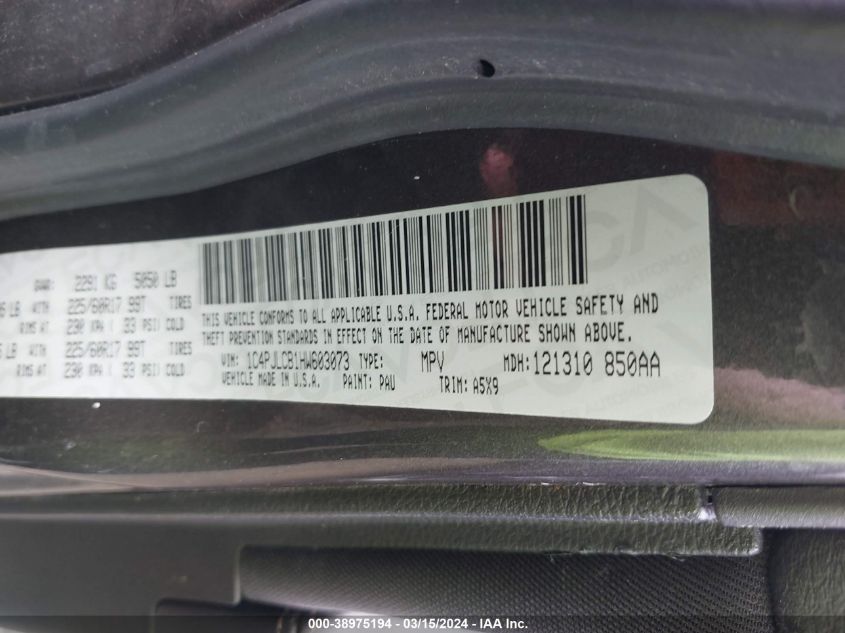 GVWR: 2291 KG 5050 LB
LB WITH 225/60R17 99T TIRES
RIMS AT 230 KPA ( 33 PSI) COLD
LB WITH 225/60R17 99T TIRES
RIMS AT 230 KPA ( 33 PSI) COLD
THIS VEHICLE CONFORMS TO ALL APPLICABLE U.S.A. FEDERAL MOTOR VEHICLE SAFETY AND
THEFT PREVENTION STANDARDS IN EFFECT ON THE DATE OF MANUFACTURE SHOWN ABOVE.
VIN: 1C4PJLCB1HW603073 TYPE: MPV MDH:121310 850AA
VEHICLE MADE IN U.S.A. PAINT: PAU TRIM: A5X9
000-38975194 - 03/15/2024 - IAA Inc.